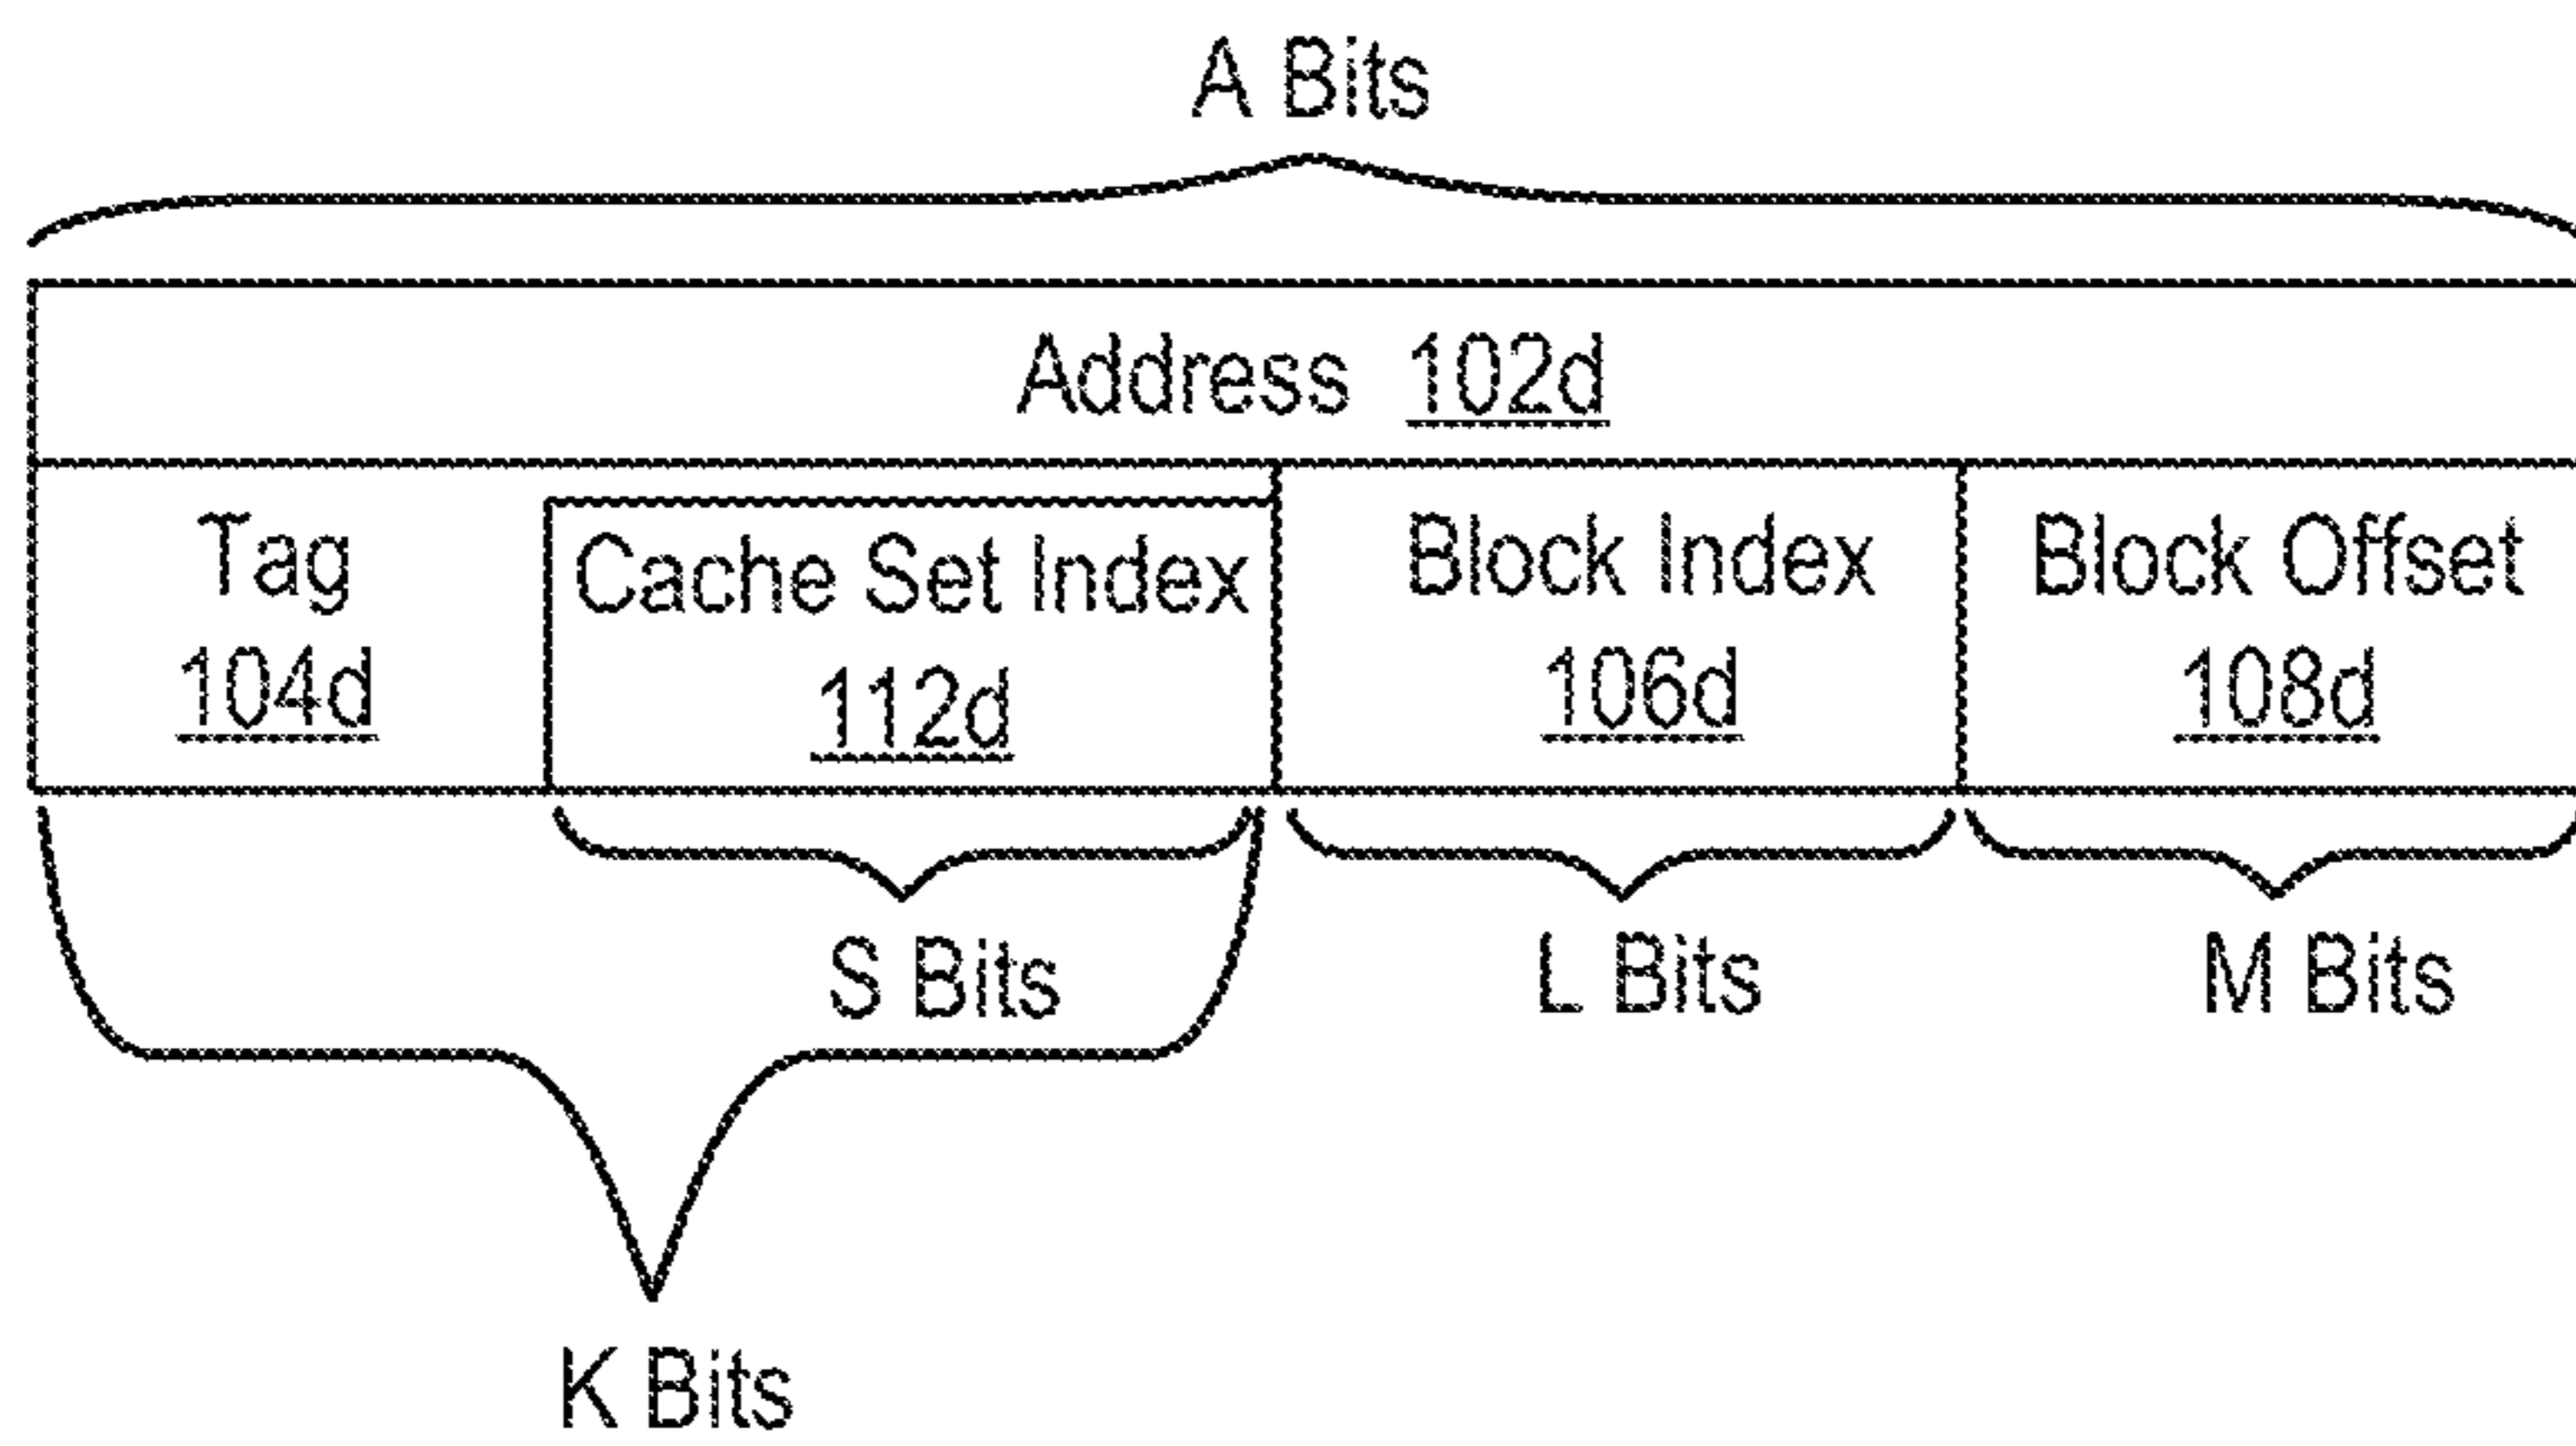 A Bits
Address 102d
Tag
104d
Cache Set Index
112d
Block Index
106d
Block Offset
108d
S Bits
L Bits
M Bits
K Bits